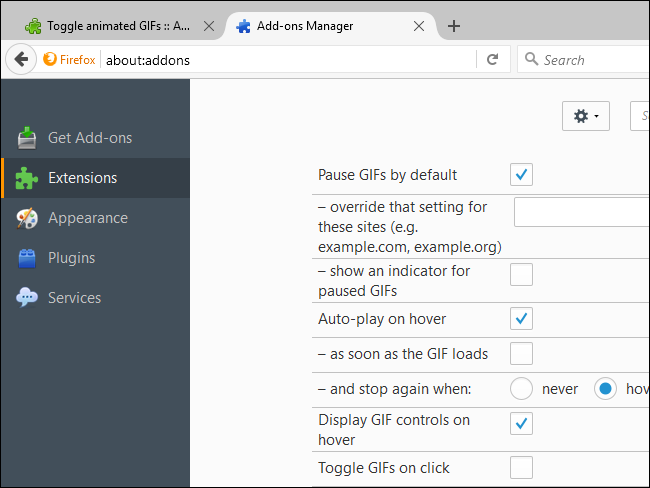 Toggle animated GIFs :: A...
Add-ons Manager
Firefox
about:addons
Search
Get Add-ons
Extensions
Appearance
Plugins
Services
S
Pause GIFs by default
– override that setting for
these sites (e.g.
example.com, example.org)
– show an indicator for
paused GIFs
Auto-play on hover
– as soon as the GIF loads
– and stop again when:
never
hov
Display GIF controls on
hover
Toggle GIFs on click